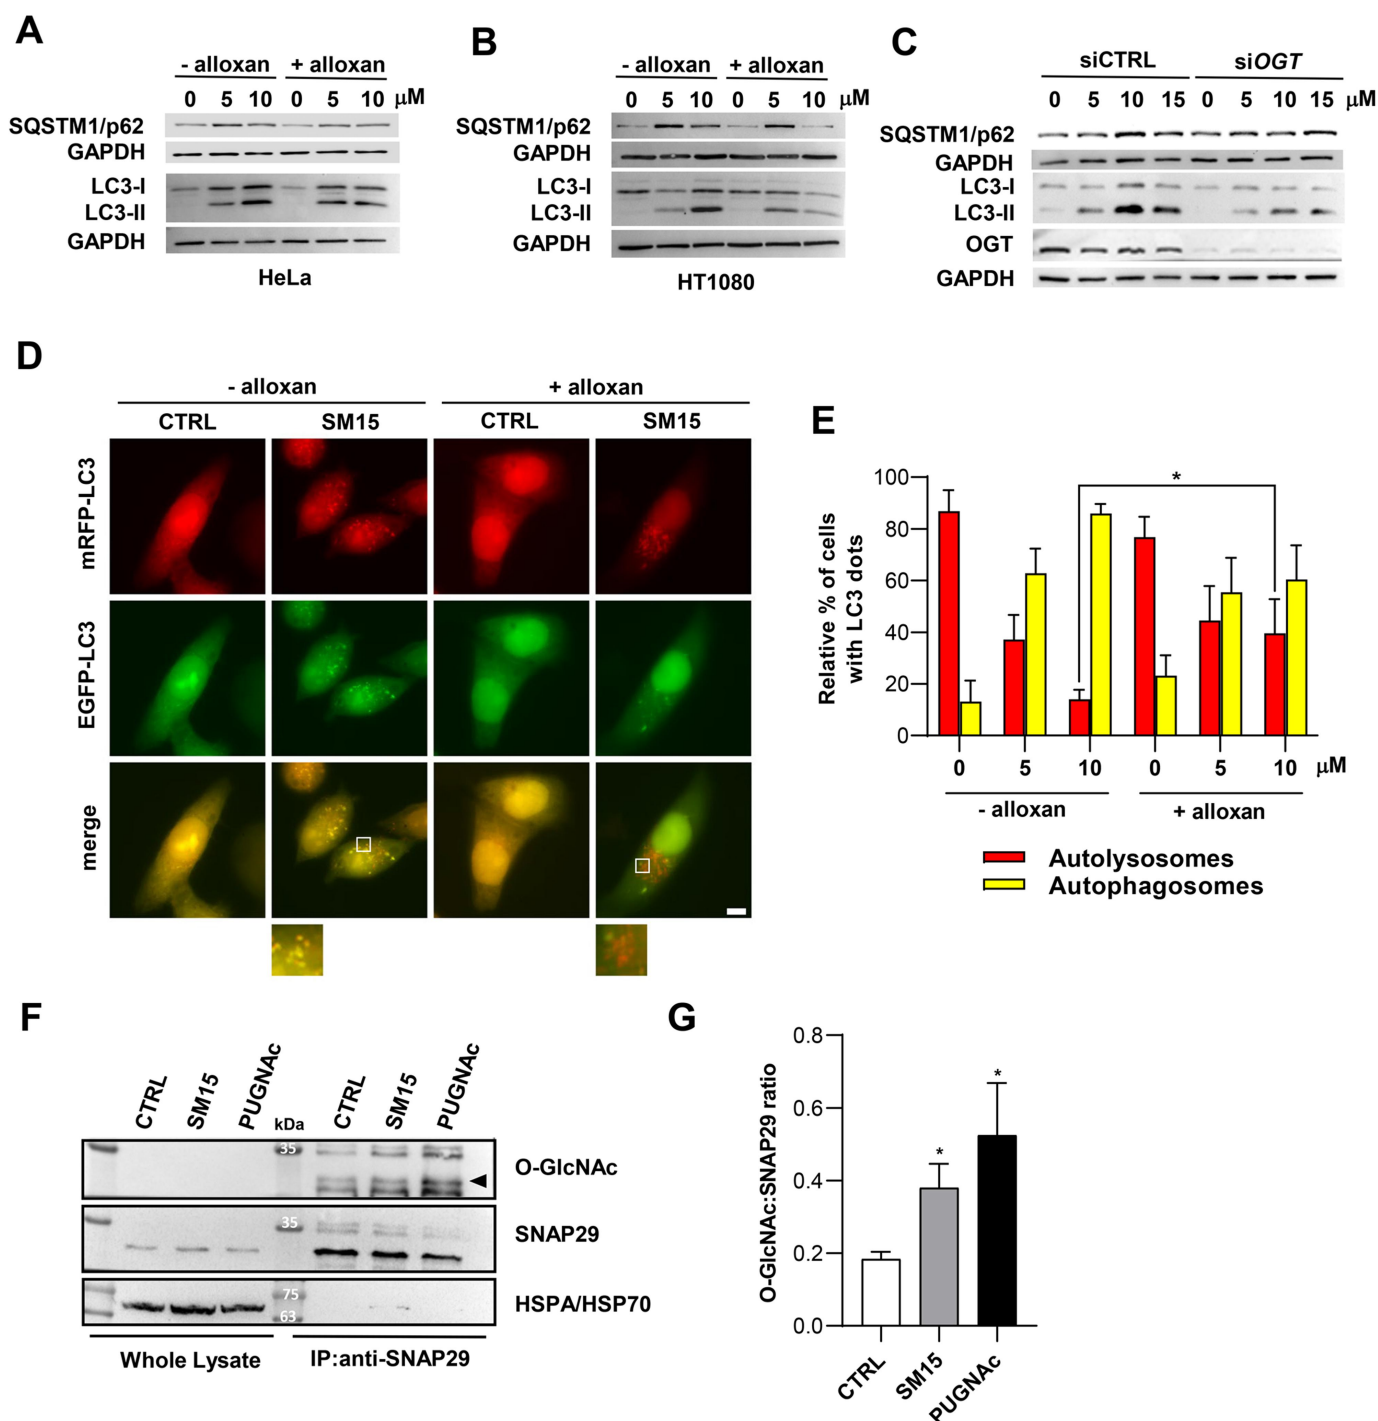 A
- alloxan + alloxan
0 5 10 0 5 10 μM
SQSTM1/p62
GAPDH
LC3-I
LC3-II
GAPDH
HeLa
B
- alloxan + alloxan
0 5 10 0 5 10 μM
SQSTM1/p62
GAPDH
LC3-I
LC3-II
GAPDH
HT1080
C
siCTRL siOGT
0 5 10 15 0 5 10 15 μM
SQSTM1/p62
GAPDH
LC3-I
LC3-II
OGT
GAPDH
D
- alloxan + alloxan
CTRL SM15 CTRL SM15
mRFP-LC3
EGFP-LC3
merge
E
Relative % of cells
with LC3 dots
100
80
60
40
20
0
*
0 5 10 0 5 10 μM
- alloxan + alloxan
Autolysosomes
Autophagosomes
F
CTRL SM15 PUGNAc kDa CTRL SM15 PUGNAc
35
O-GlcNAc
35
SNAP29
75
63
HSPA/HSP70
Whole Lysate IP:anti-SNAP29
G
O-GlcNAc:SNAP29 ratio
0.8
0.6
0.4
0.2
0.0
* *
CTRL SM15 PUGNAc